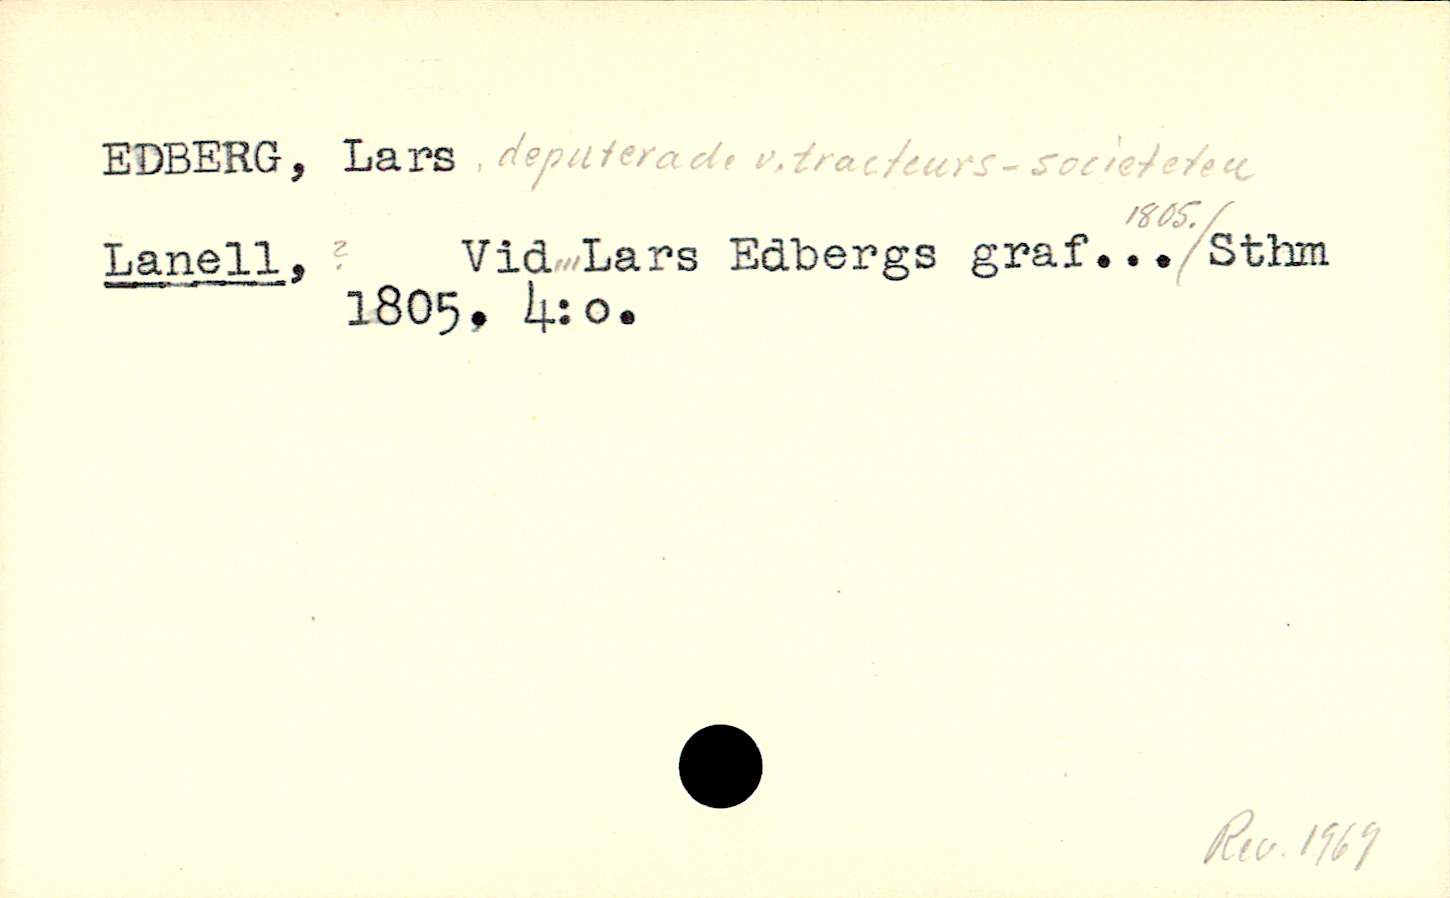 EDBERG, Lars, deputerade v. tracteurs-societeten
Lanell, ? Vid...Lars Edbergs graf... 1805./Sthm
1805. 4:o.
Rev. 1969